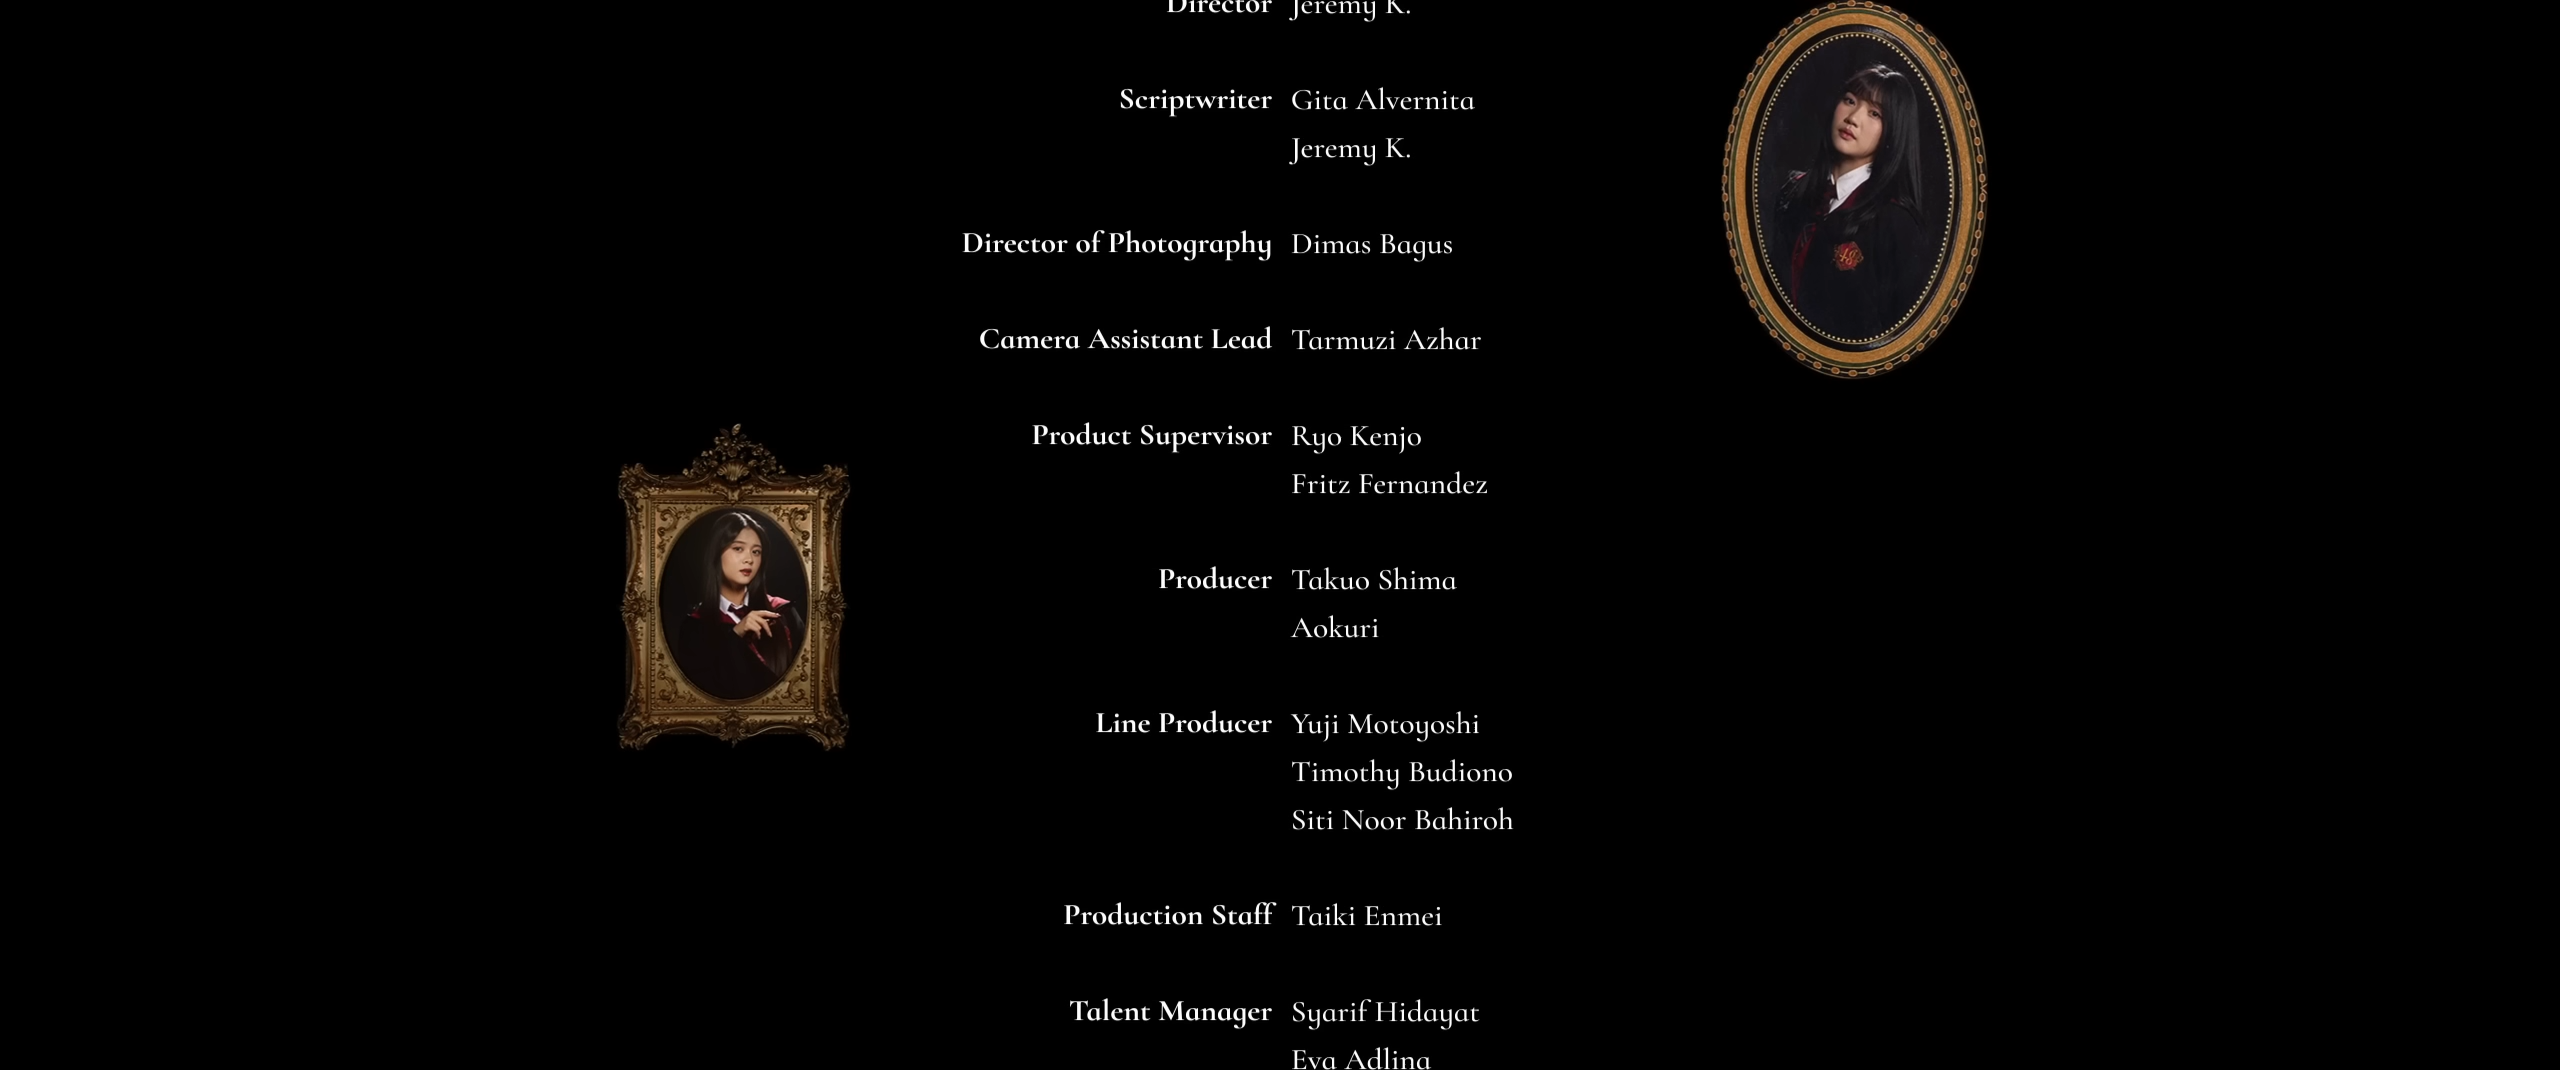 Director Jeremy K.
Scriptwriter Gita Alvernita
Jeremy K.
Director of Photography Dimas Bagus
Camera Assistant Lead Tarmuzi Azhar
Product Supervisor Ryo Kenjo
Fritz Fernandez
Producer Takuo Shima
Aokuri
Line Producer Yuji Motoyoshi
Timothy Budiono
Siti Noor Bahiroh
Production Staff Taiki Enmei
Talent Manager Syarif Hidayat
Eva Adlina
48